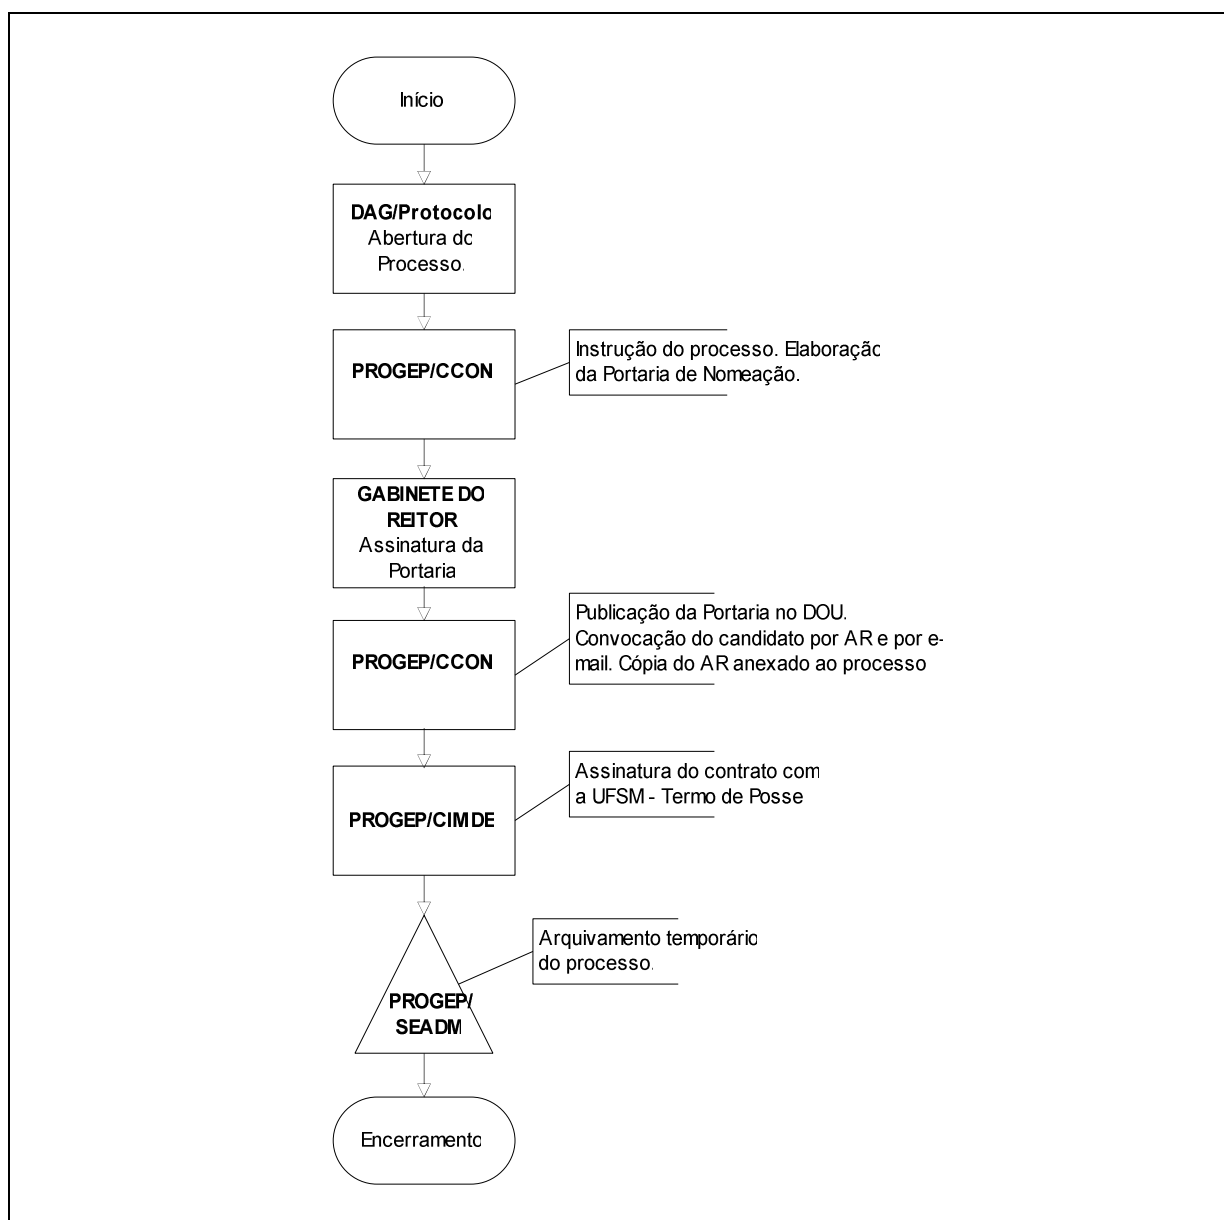 Início
DAG/Protocolo
Abertura do
Processo.
PROGEP/CCON
Instrução do processo. Elaboração
da Portaria de Nomeação.
GABINETE DO
REITOR
Assinatura da
Portaria
PROGEP/CCON
Publicação da Portaria no DOU.
Convocação do candidato por AR e por e-
mail. Cópia do AR anexado ao processo
PROGEP/CIMDE
Assinatura do contrato com
a UFSM - Termo de Posse
PROGEP/
SEADM
Arquivamento temporário
do processo.
Encerramento